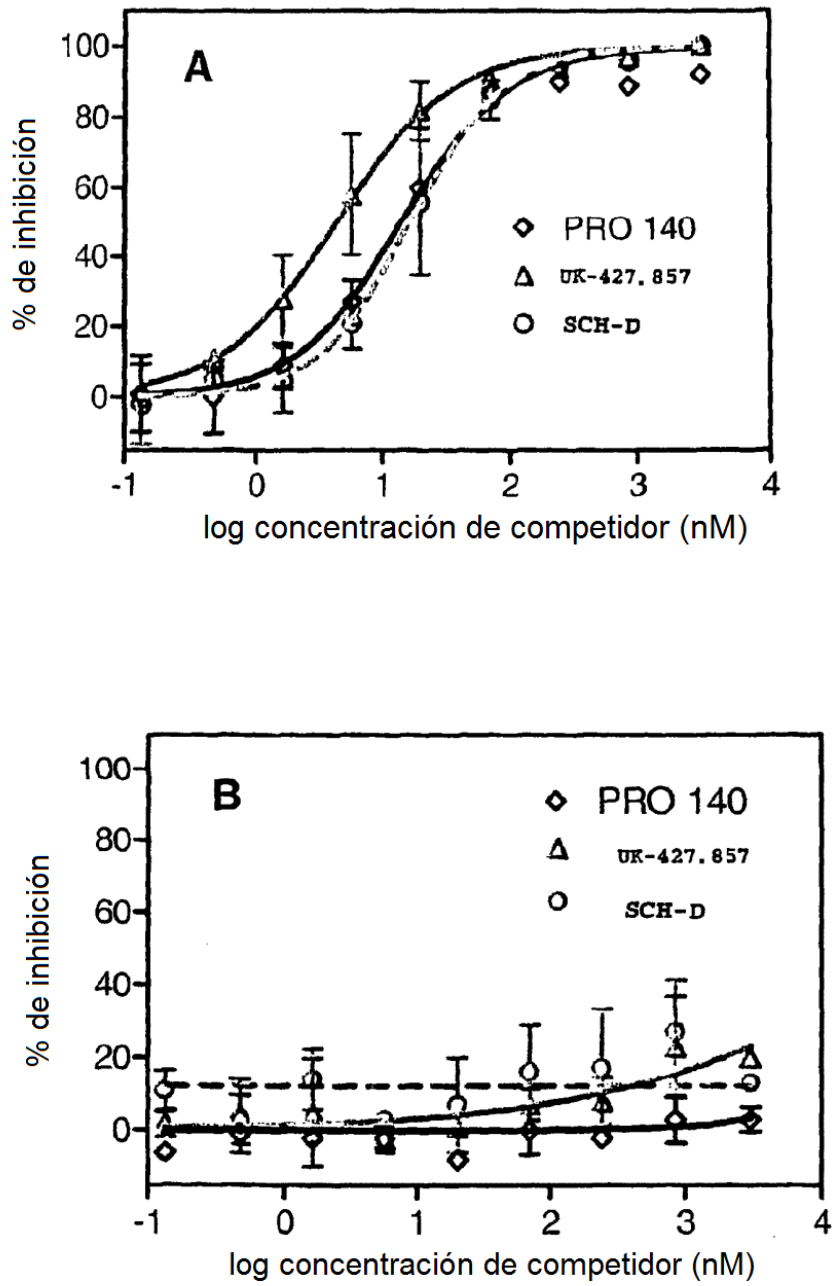 A
100
80
60
40
20
0
% de inhibición
PRO 140
UK-427.857
SCH-D
-1 0 1 2 3 4
log concentración de competidor (nM)
B
100
80
60
40
20
0
% de inhibición
PRO 140
UK-427.857
SCH-D
-1 0 1 2 3 4
log concentración de competidor (nM)